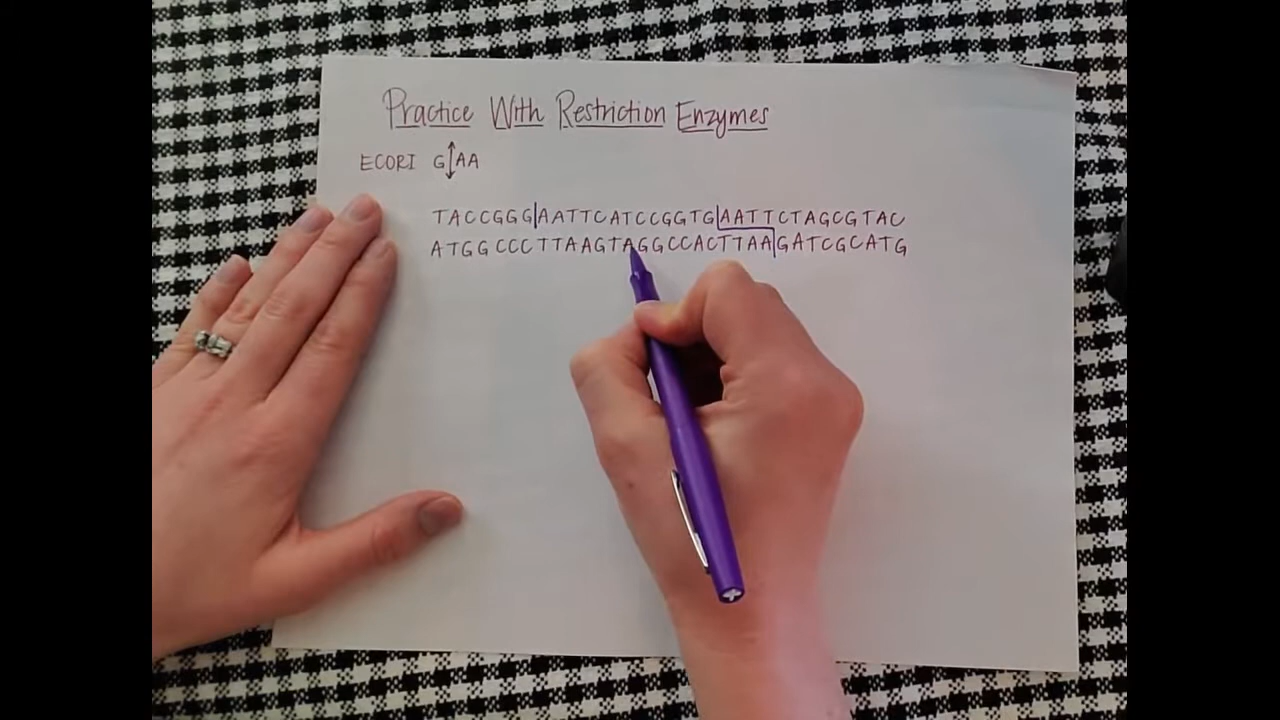 Practice With Restriction Enzymes
ECORI G↕AA
TACCGGG|AATTCATCCGGTG|AATTCTAGCGTAC
ATGGCCCTTAAGTAGGCCACTTAA|GATCGCATG